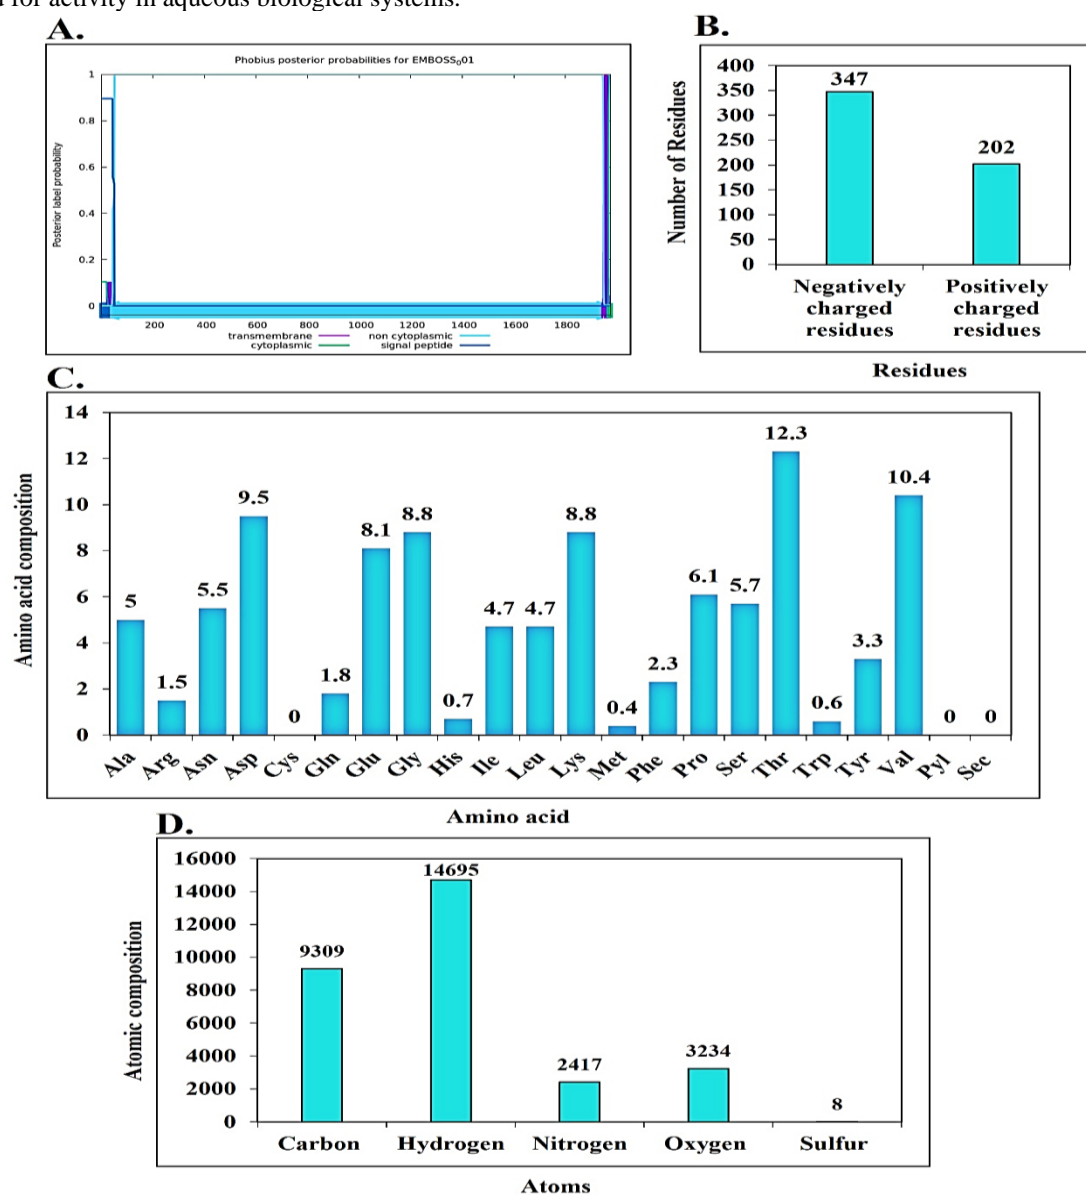 for activity in aqueous biological systems.
A.
Phobius posterior probabilities for EMBOSS₀01
Posterior label probability
1
0.8
0.6
0.4
0.2
0
200 400 600 800 1000 1200 1400 1600 1800
transmembrane
cytoplasmic
non cytoplasmic
signal peptide
B.
Number of Residues
400
350
300
250
200
150
100
50
0
347
202
Negatively charged residues
Positively charged residues
Residues
C.
Amino acid composition
14
12
10
8
6
4
2
0
5 1.5 5.5 9.5 0 1.8 8.1 8.8 0.7 4.7 4.7 8.8 0.4 2.3 6.1 5.7 12.3 0.6 3.3 10.4 0 0
Ala Arg Asn Asp Cys Gln Glu Gly His Ile Leu Lys Met Phe Pro Ser Thr Trp Tyr Val Pyl Sec
Amino acid
D.
Atomic composition
16000
14000
12000
10000
8000
6000
4000
2000
0
9309 14695 2417 3234 8
Carbon Hydrogen Nitrogen Oxygen Sulfur
Atoms